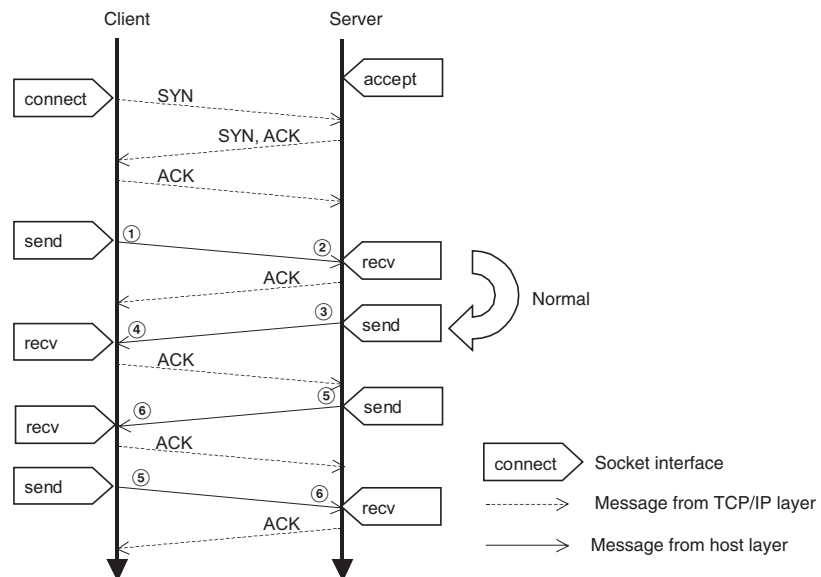 Client Server
accept
connect
SYN
SYN, ACK
ACK
send ① ② recv
ACK
Normal
③ send
④ recv
ACK
⑤ send
⑥ recv
ACK
send ⑤ ⑥ recv
ACK
connect Socket interface
Message from TCP/IP layer
Message from host layer